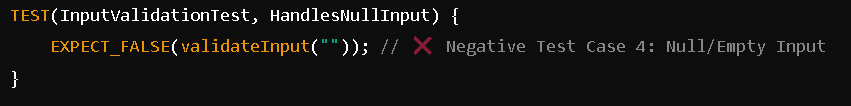 TEST(InputValidationTest, HandlesNullInput) {
    EXPECT_FALSE(validateInput("")); // ❌ Negative Test Case 4: Null/Empty Input
}